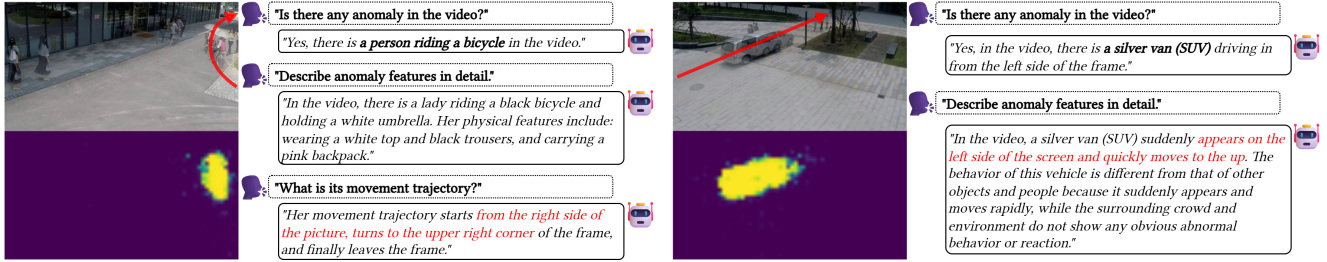 "Is there any anomaly in the video?"
"Yes, there is a person riding a bicycle in the video."
"Describe anomaly features in detail."
"In the video, there is a lady riding a black bicycle and
holding a white umbrella. Her physical features include:
wearing a white top and black trousers, and carrying a
pink backpack."
"What is its movement trajectory?"
"Her movement trajectory starts from the right side of
the picture, turns to the upper right corner of the frame,
and finally leaves the frame."
"Is there any anomaly in the video?"
"Yes, in the video, there is a silver van (SUV) driving in
from the left side of the frame."
"Describe anomaly features in detail."
"In the video, a silver van (SUV) suddenly appears on the
left side of the screen and quickly moves to the up. The
behavior of this vehicle is different from that of other
objects and people because it suddenly appears and
moves rapidly, while the surrounding crowd and
environment do not show any obvious abnormal
behavior or reaction."